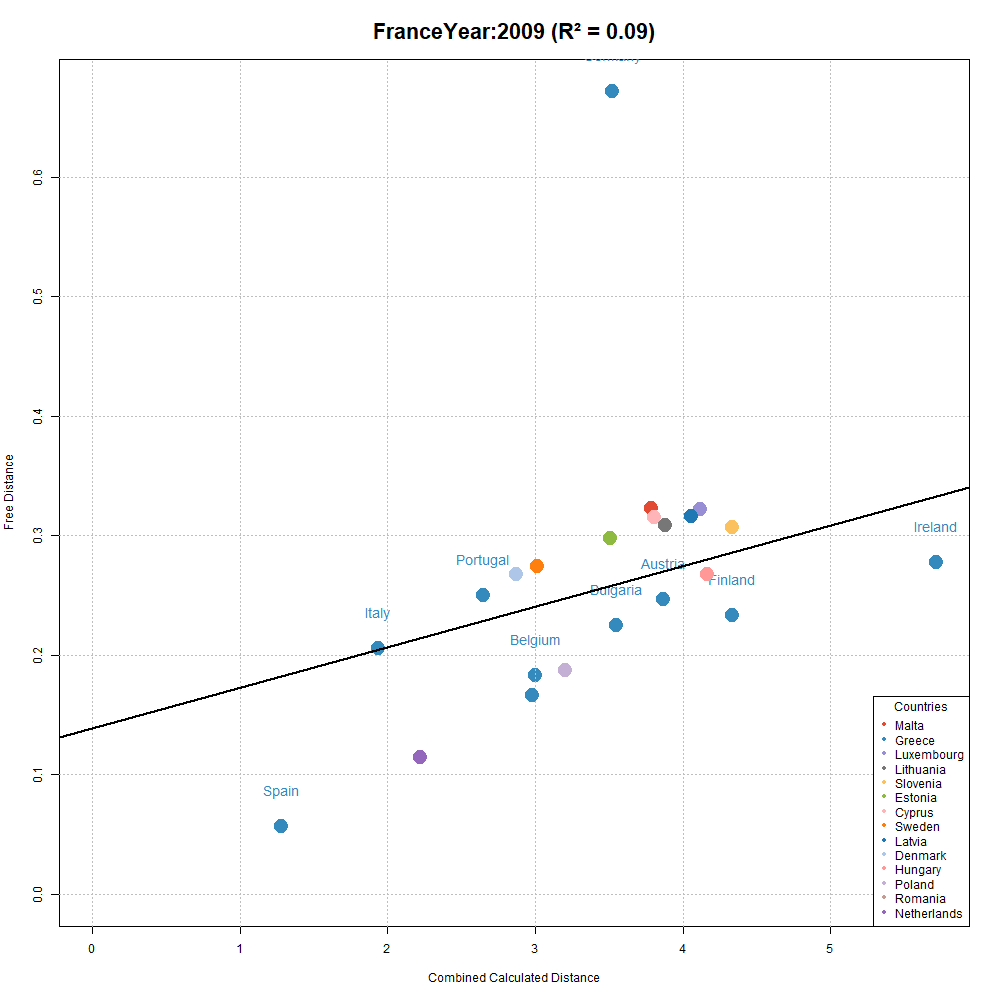 FranceYear:2009 (R² = 0.09)
Free Distance
0.6
0.5
0.4
0.3
0.2
0.1
0.0
Ireland
Portugal
Austria
Finland
Bulgaria
Italy
Belgium
Spain
Countries
Malta
Greece
Luxembourg
Lithuania
Slovenia
Estonia
Cyprus
Sweden
Latvia
Denmark
Hungary
Poland
Romania
Netherlands
0 1 2 3 4 5
Combined Calculated Distance